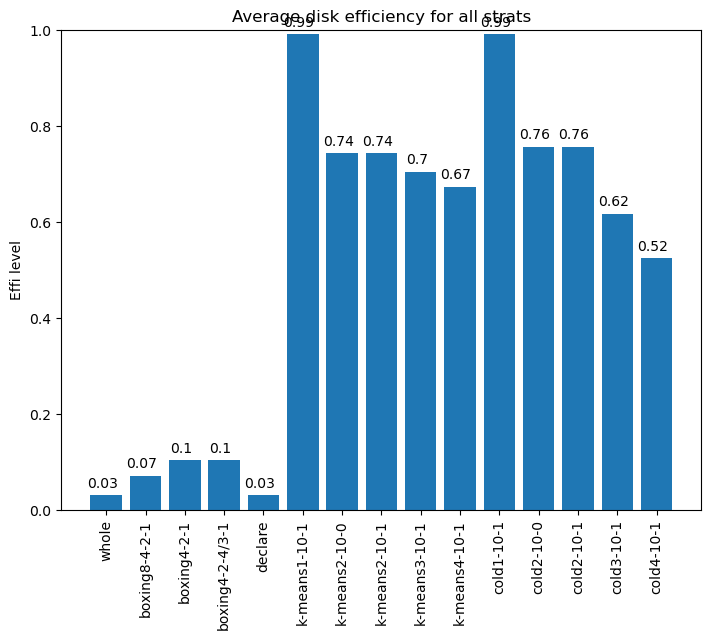 Average disk efficiency for all strats
Effi level
1.0
0.8
0.6
0.4
0.2
0.0
0.03
0.07
0.1
0.1
0.03
0.99
0.74
0.74
0.7
0.67
0.99
0.76
0.76
0.62
0.52
whole
boxing8-4-2-1
boxing4-2-1
boxing4-2-4/3-1
declare
k-means1-10-1
k-means2-10-0
k-means2-10-1
k-means3-10-1
k-means4-10-1
cold1-10-1
cold2-10-0
cold2-10-1
cold3-10-1
cold4-10-1